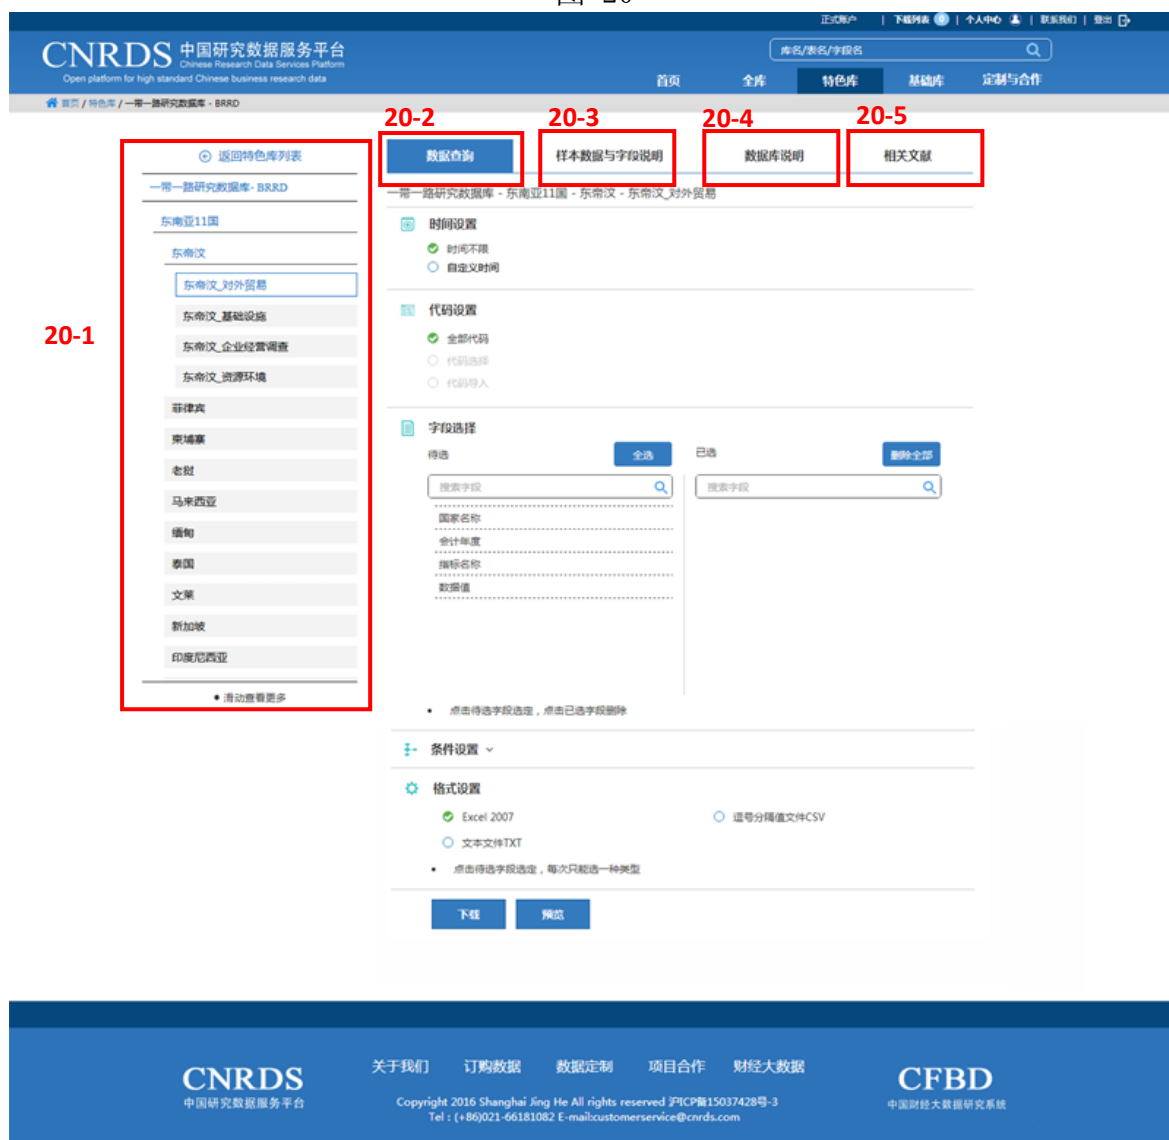 图 20
正式账户 | 下载列表 0 | 个人中心 | 联系我们 | 登出
CNRDS 中国研究数据服务平台
Chinese Research Data Services Platform
Open platform for high standard Chinese business research data
库名/表名/字段名
首页 全库 特色库 基础库 定制与合作
首页 / 特色库 / 一带一路研究数据库 - BRRD
20-1
返回特色库列表
一带一路研究数据库- BRRD
东南亚11国
东帝汶
东帝汶_对外贸易
东帝汶_基础设施
东帝汶_企业经营调查
东帝汶_资源环境
菲律宾
柬埔寨
老挝
马来西亚
缅甸
泰国
文莱
新加坡
印度尼西亚
滑动查看更多
20-2 20-3 20-4 20-5
数据查询 样本数据与字段说明 数据库说明 相关文献
一带一路研究数据库 - 东南亚11国 - 东帝汶 - 东帝汶_对外贸易
时间设置
时间不限
自定义时间
代码设置
全部代码
代码选择
代码导入
字段选择
待选 全选 已选 删除全部
搜索字段 搜索字段
国家名称
会计年度
指标名称
数据值
• 点击待选字段选定，点击已选字段删除
条件设置
格式设置
Excel 2007 逗号分隔值文件CSV
文本文件TXT
• 点击待选字段选定，每次只能选一种类型
下载 预览
关于我们 订购数据 数据定制 项目合作 财经大数据
CNRDS
中国研究数据服务平台
Copyright 2016 Shanghai Jing He All rights reserved 沪ICP备15037428号-3
Tel : (+86)021-66181082 E-mail:customerservice@cnrds.com
CFBD
中国财经大数据研究系统